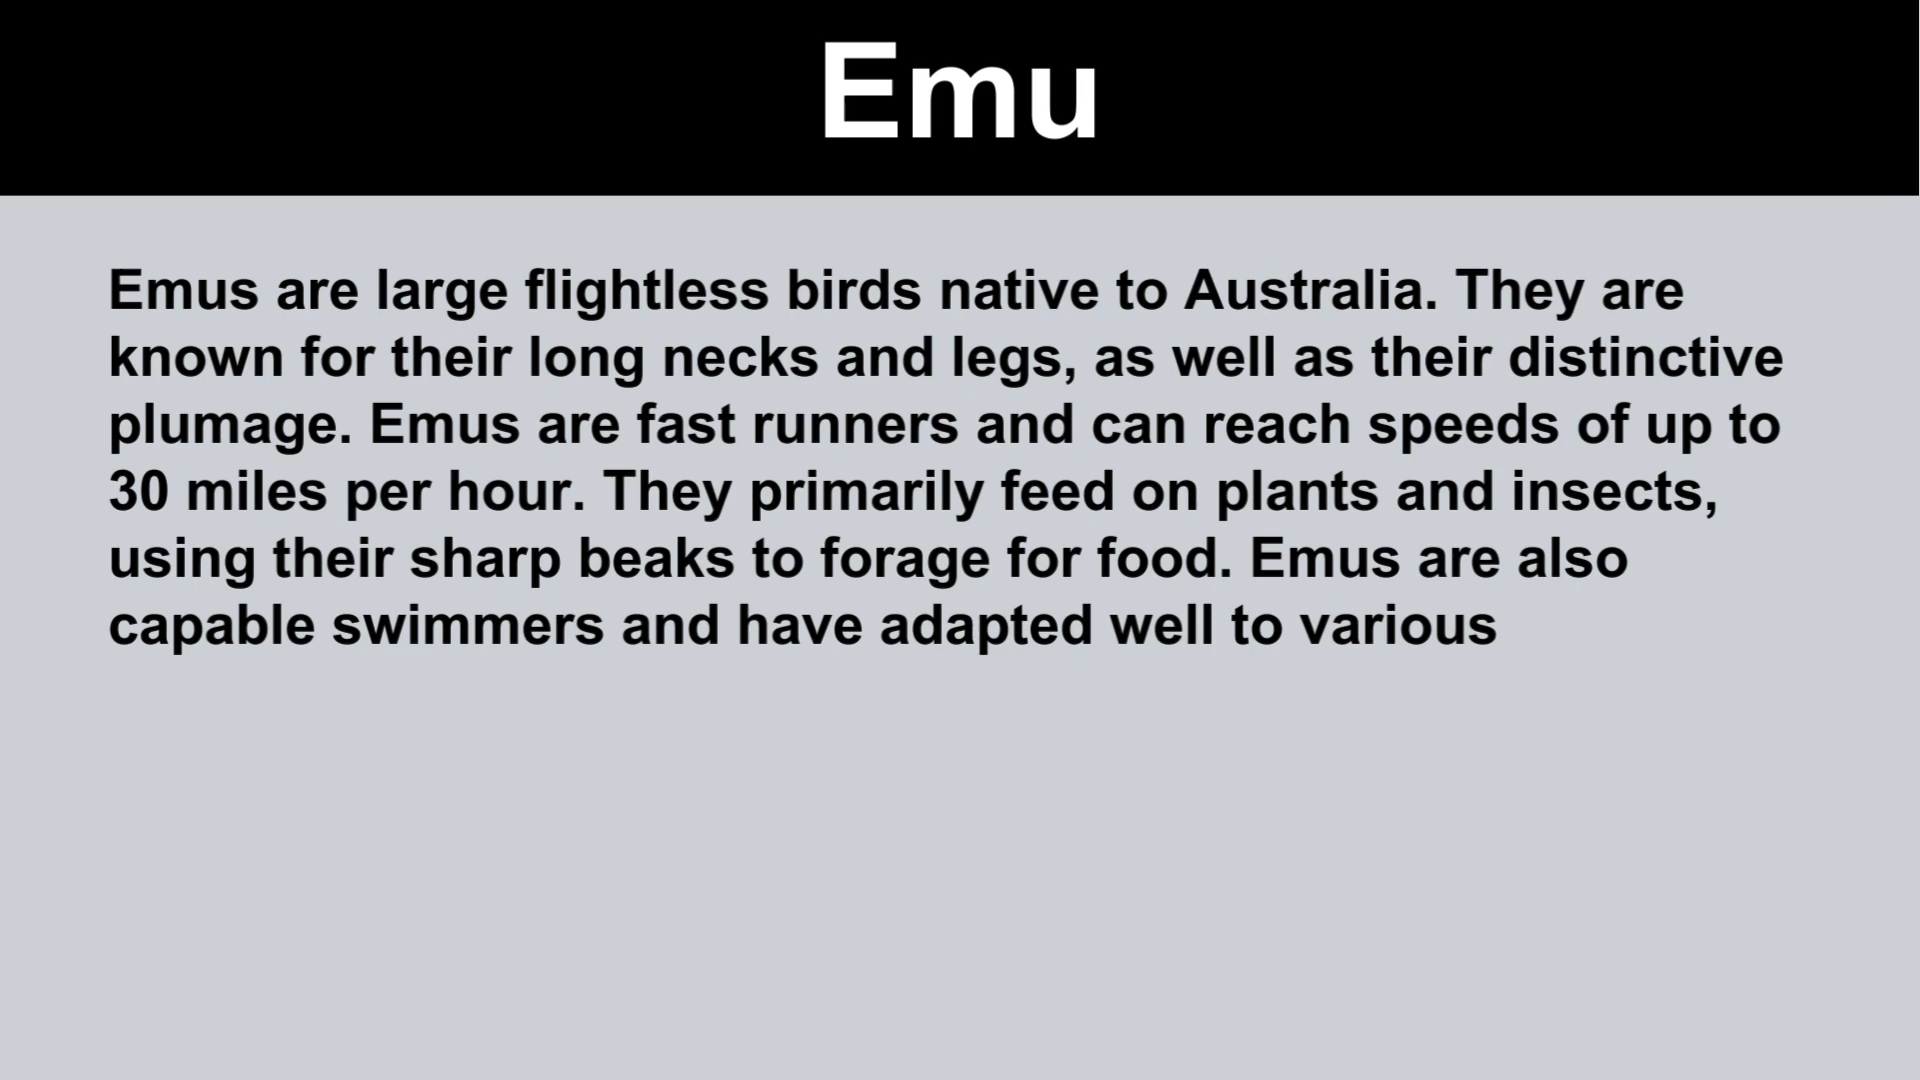 Emu
Emus are large flightless birds native to Australia. They are
known for their long necks and legs, as well as their distinctive
plumage. Emus are fast runners and can reach speeds of up to
30 miles per hour. They primarily feed on plants and insects,
using their sharp beaks to forage for food. Emus are also
capable swimmers and have adapted well to various